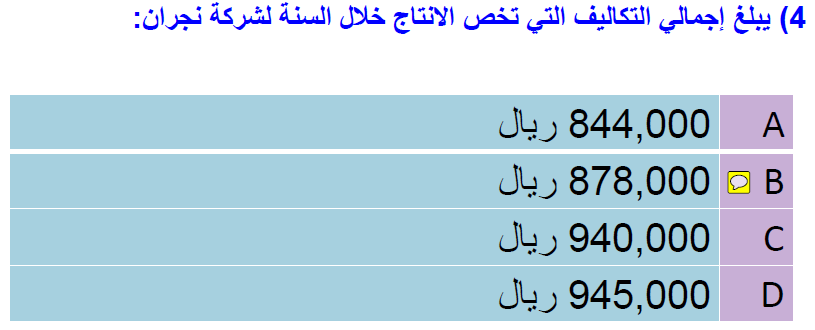 4) يبلغ إجمالي التكاليف التي تخص الانتاج خلال السنة لشركة نجران:
A 844,000 ريال
B 878,000 ريال
C 940,000 ريال
D 945,000 ريال